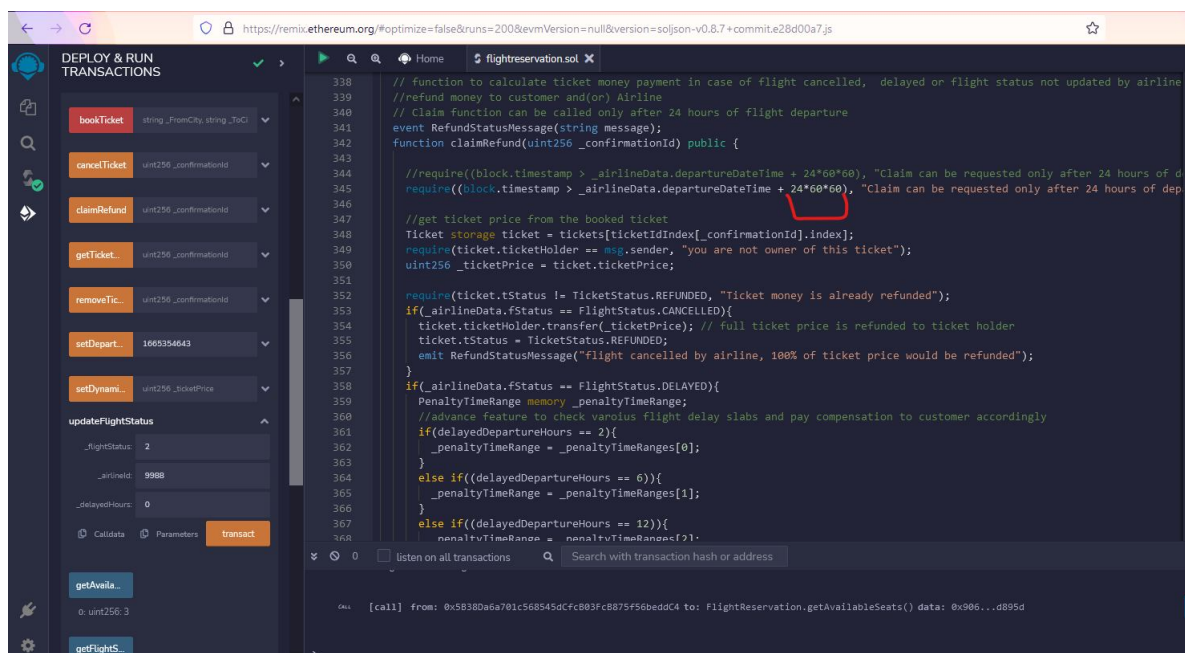 https://remix.ethereum.org/#optimize=false&runs=200&evmVersion=null&version=soljson-v0.8.7+commit.e28d00a7.js
DEPLOY & RUN
TRANSACTIONS
bookTicket string _FromCity, string _ToCi
cancelTicket uint256 _confirmationId
claimRefund uint256 _confirmationId
getTicket... uint256 _confirmationId
removeTic... uint256 _confirmationId
setDepart... 1665354643
setDynami... uint256 _ticketPrice
updateFlightStatus
_flightStatus: 2
_airlineId: 9988
_delayedHours: 0
Calldata Parameters transact
getAvaila...
0: uint256: 3
getFlightS...
Home flightreservation.sol
338 // function to calculate ticket money payment in case of flight cancelled, delayed or flight status not updated by airline
339 //refund money to customer and(or) Airline
340 // Claim function can be called only after 24 hours of flight departure
341 event RefundStatusMessage(string message);
342 function claimRefund(uint256 _confirmationId) public {
343
344 //require((block.timestamp > _airlineData.departureDateTime + 24*60*60), "Claim can be requested only after 24 hours of d
345 require((block.timestamp > _airlineData.departureDateTime + 24*60*60), "Claim can be requested only after 24 hours of dep
346
347 //get ticket price from the booked ticket
348 Ticket storage ticket = tickets[ticketIdIndex[_confirmationId].index];
349 require(ticket.ticketHolder == msg.sender, "you are not owner of this ticket");
350 uint256 _ticketPrice = ticket.ticketPrice;
351
352 require(ticket.tStatus != TicketStatus.REFUNDED, "Ticket money is already refunded");
353 if(_airlineData.fStatus == FlightStatus.CANCELLED){
354 ticket.ticketHolder.transfer(_ticketPrice); // full ticket price is refunded to ticket holder
355 ticket.tStatus = TicketStatus.REFUNDED;
356 emit RefundStatusMessage("flight cancelled by airline, 100% of ticket price would be refunded");
357 }
358 if(_airlineData.fStatus == FlightStatus.DELAYED){
359 PenaltyTimeRange memory _penaltyTimeRange;
360 //advance feature to check varoius flight delay slabs and pay compensation to customer accordingly
361 if(delayedDepartureHours == 2){
362 _penaltyTimeRange = _penaltyTimeRanges[0];
363 }
364 else if((delayedDepartureHours == 6)){
365 _penaltyTimeRange = _penaltyTimeRanges[1];
366 }
367 else if((delayedDepartureHours == 12)){
368 _penaltyTimeRange = _penaltyTimeRanges[2];
0 listen on all transactions Search with transaction hash or address
CALL [call] from: 0x5B38Da6a701c568545dCfcB03FcB875f56beddC4 to: FlightReservation.getAvailableSeats() data: 0x906...d895d